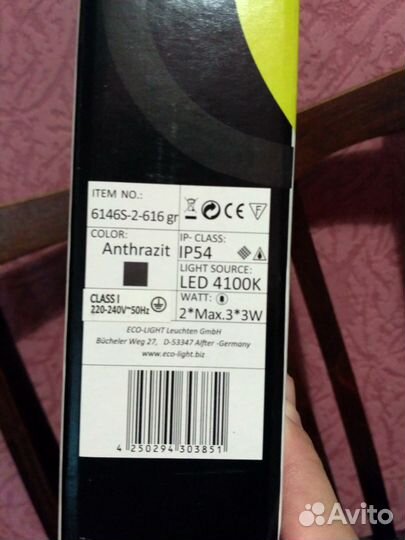 ITEM NO.:
6146S-2-616 gr
COLOR:
Anthrazit
IP- CLASS:
IP54
LIGHT SOURCE:
LED 4100K
CLASS I
220-240V~50Hz
WATT:
2*Max.3*3W
CE F
ECO-LIGHT Leuchten GmbH
Bücheler Weg 27, D-53347 Alfter -Germany
www.eco-light.biz
4 250294 303851
Avito